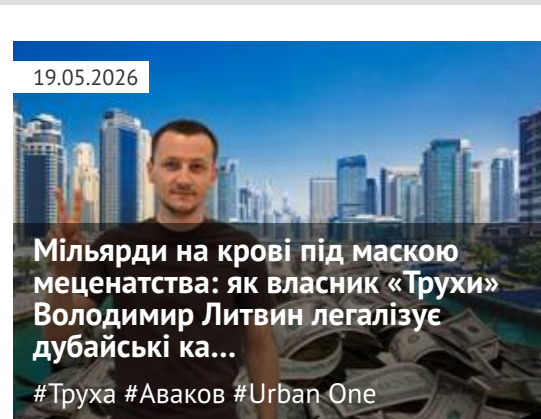 19.05.2026
Мільярди на крові під маскою
меценатства: як власник «Трухи»
Володимир Литвин легалізує
дубайські ка...
#Труха #Аваков #Urban One